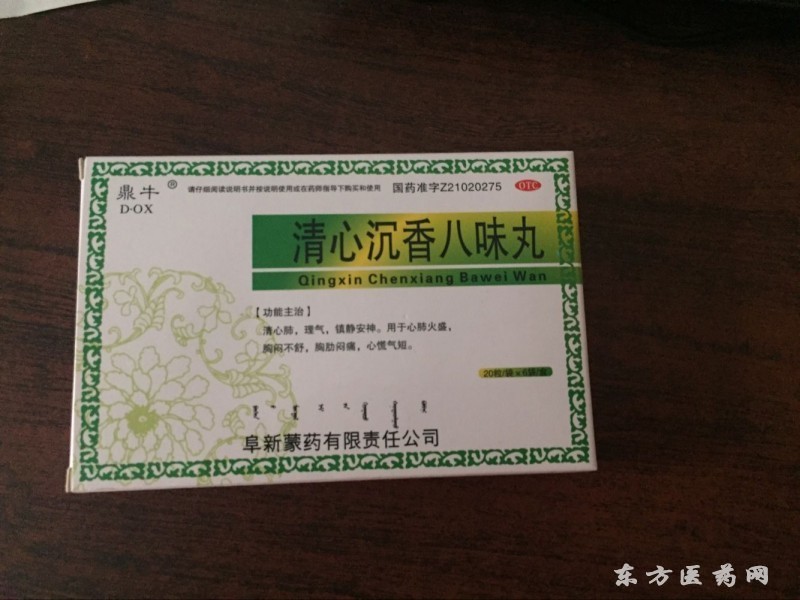 鼎牛®
D·OX
请仔细阅读说明书并按说明使用或在药师指导下购买和使用
国药准字Z21020275
OTC
清心沉香八味丸
Qingxin Chenxiang Bawei Wan
【功能主治】
清心肺，理气，镇静安神。用于心肺火盛，
胸闷不舒，胸肋闷痛，心慌气短。
20粒/袋×6袋/盒
阜新蒙药有限责任公司
东方医药网